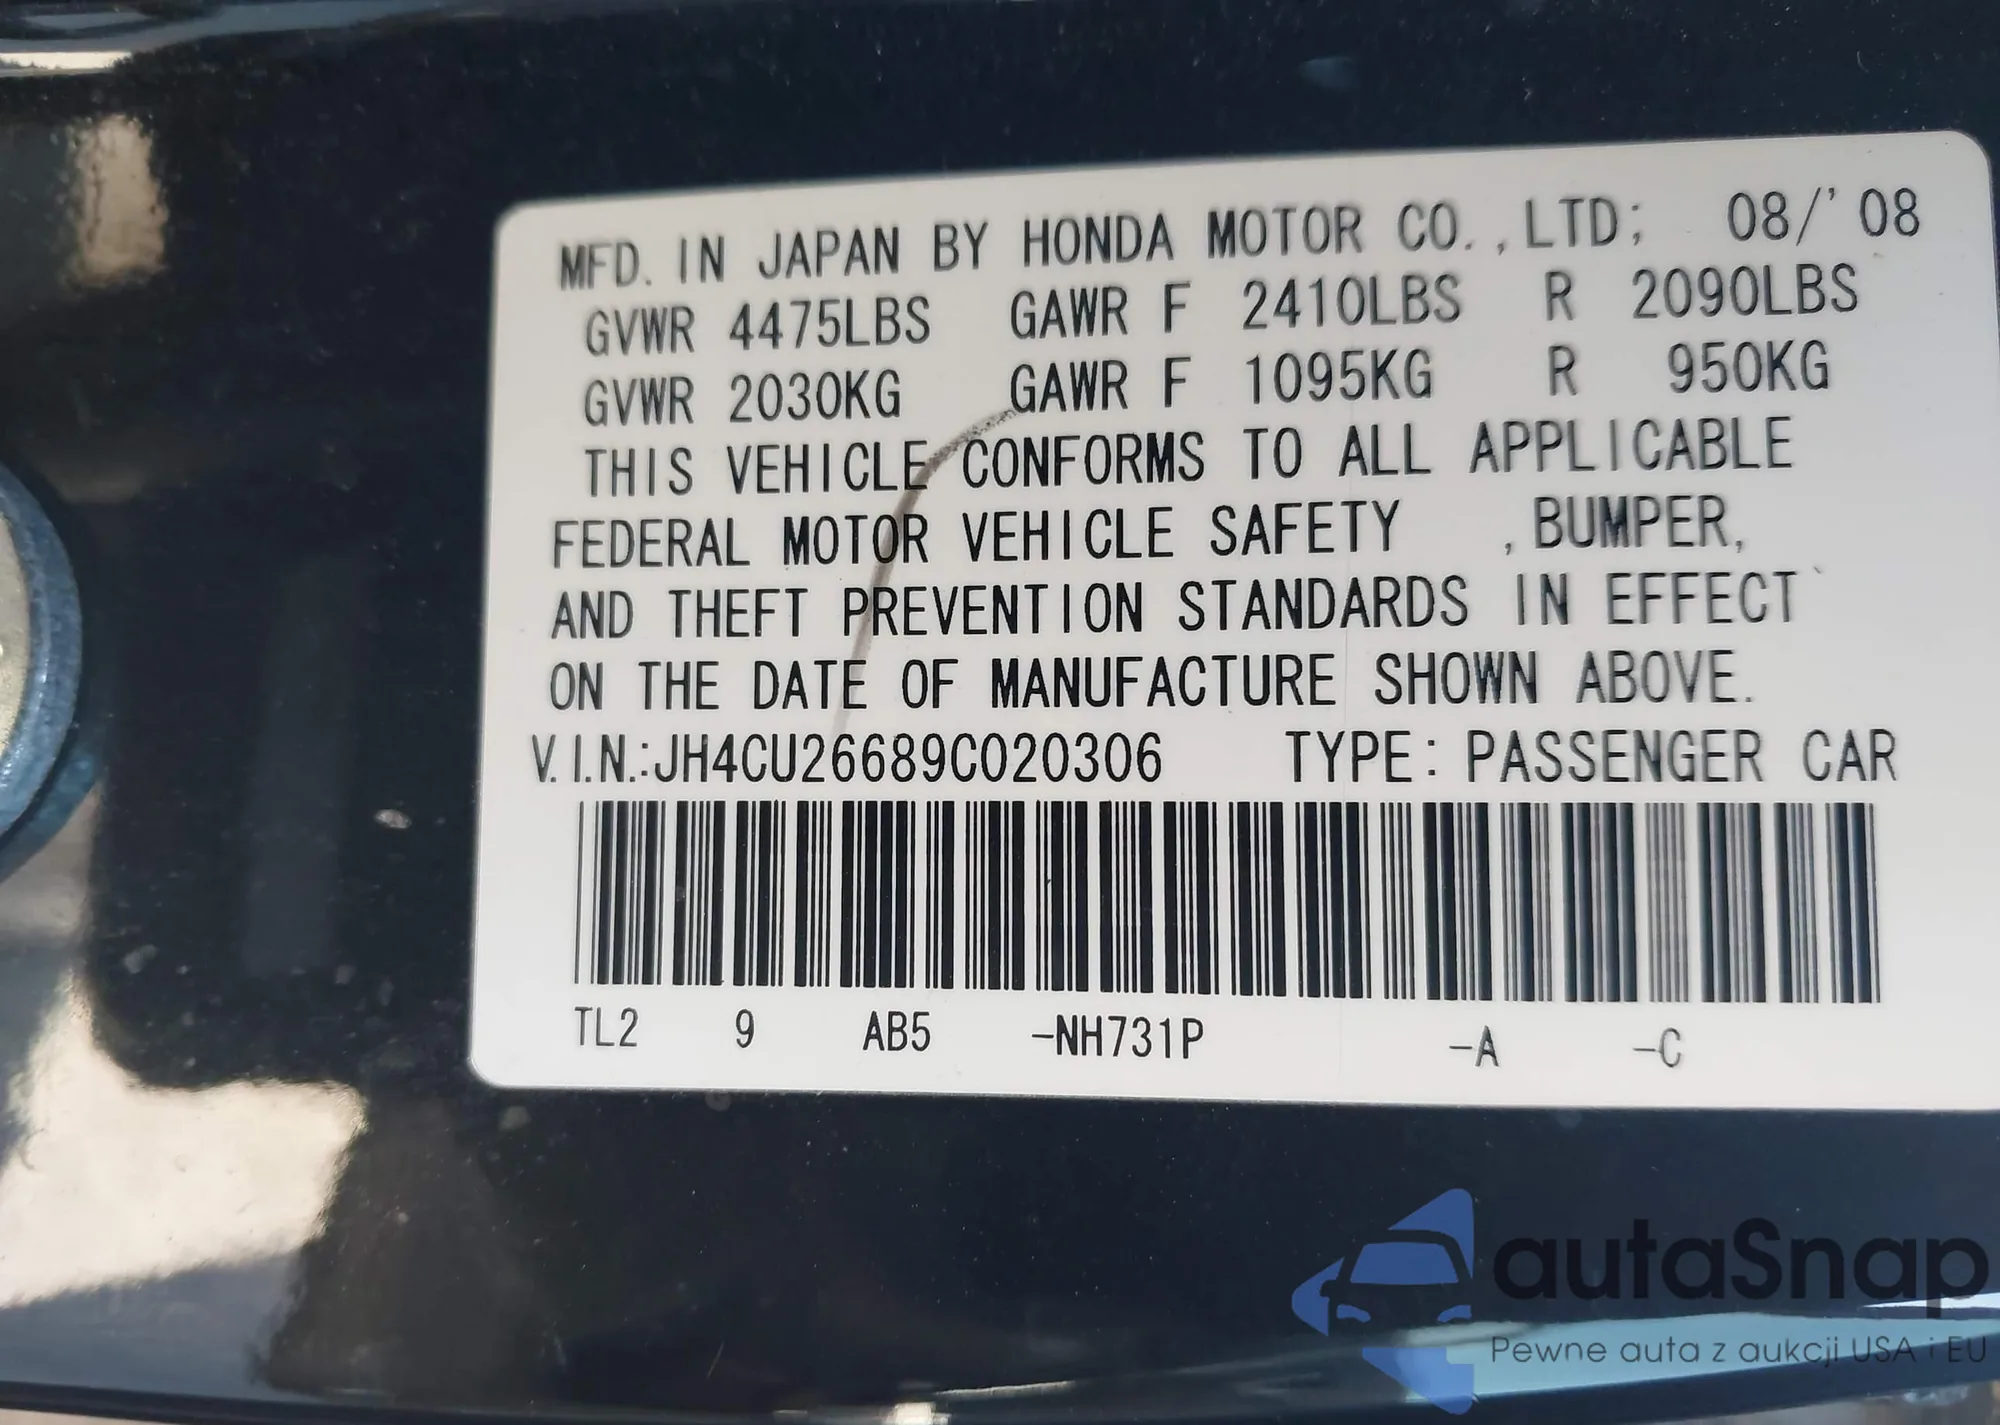 MFD. IN JAPAN BY HONDA MOTOR CO.,LTD; 08/'08
GVWR 4475LBS GAWR F 2410LBS R 2090LBS
GVWR 2030KG GAWR F 1095KG R 950KG
THIS VEHICLE CONFORMS TO ALL APPLICABLE
FEDERAL MOTOR VEHICLE SAFETY ,BUMPER,
AND THEFT PREVENTION STANDARDS IN EFFECT
ON THE DATE OF MANUFACTURE SHOWN ABOVE.
V.I.N.:JH4CU26689C020306 TYPE: PASSENGER CAR
TL2 9 AB5 -NH731P -A -C
autaSnap
Pewne auta z aukcji USA i EU